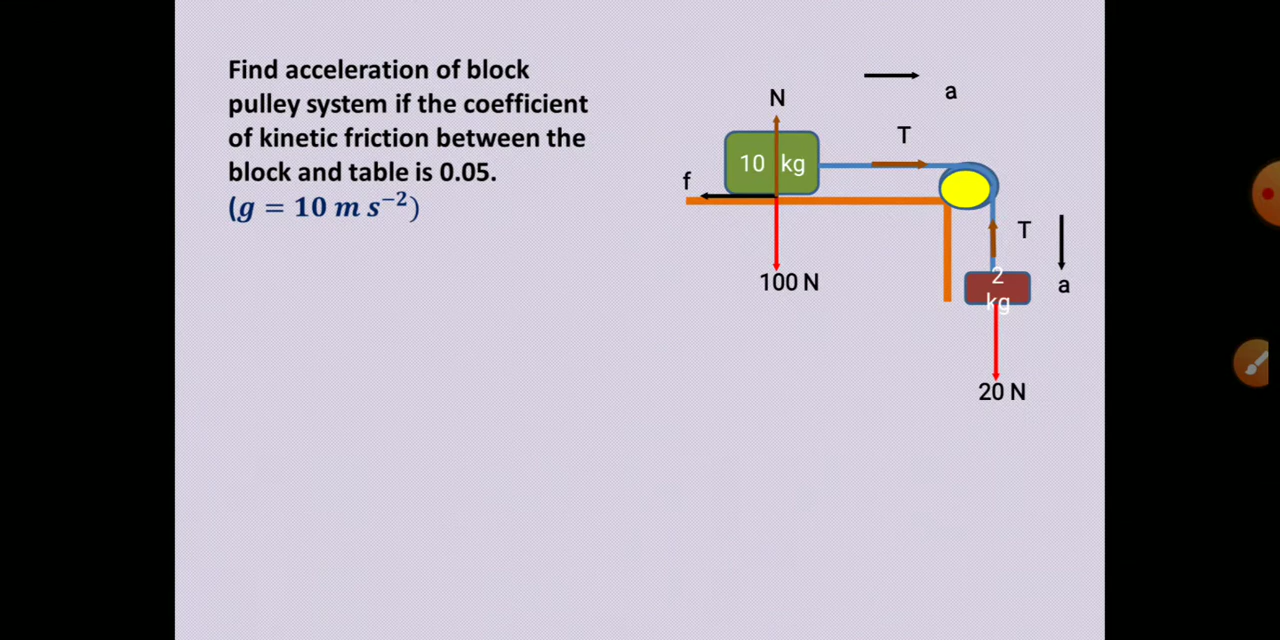 Find acceleration of block
pulley system if the coefficient
of kinetic friction between the
block and table is 0.05.
(g = 10 m s⁻²)
a
N
T
10 kg
f
T
100 N
2
kg
a
20 N